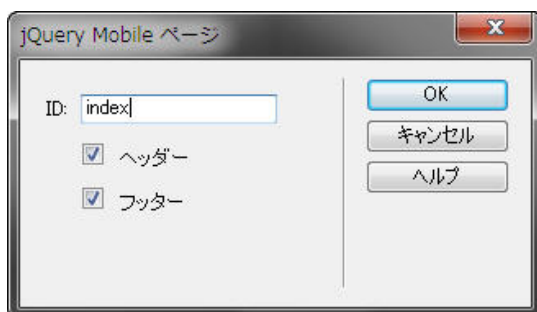 jQuery Mobile ページ
ID: index
ヘッダー
フッター
OK
キャンセル
ヘルプ